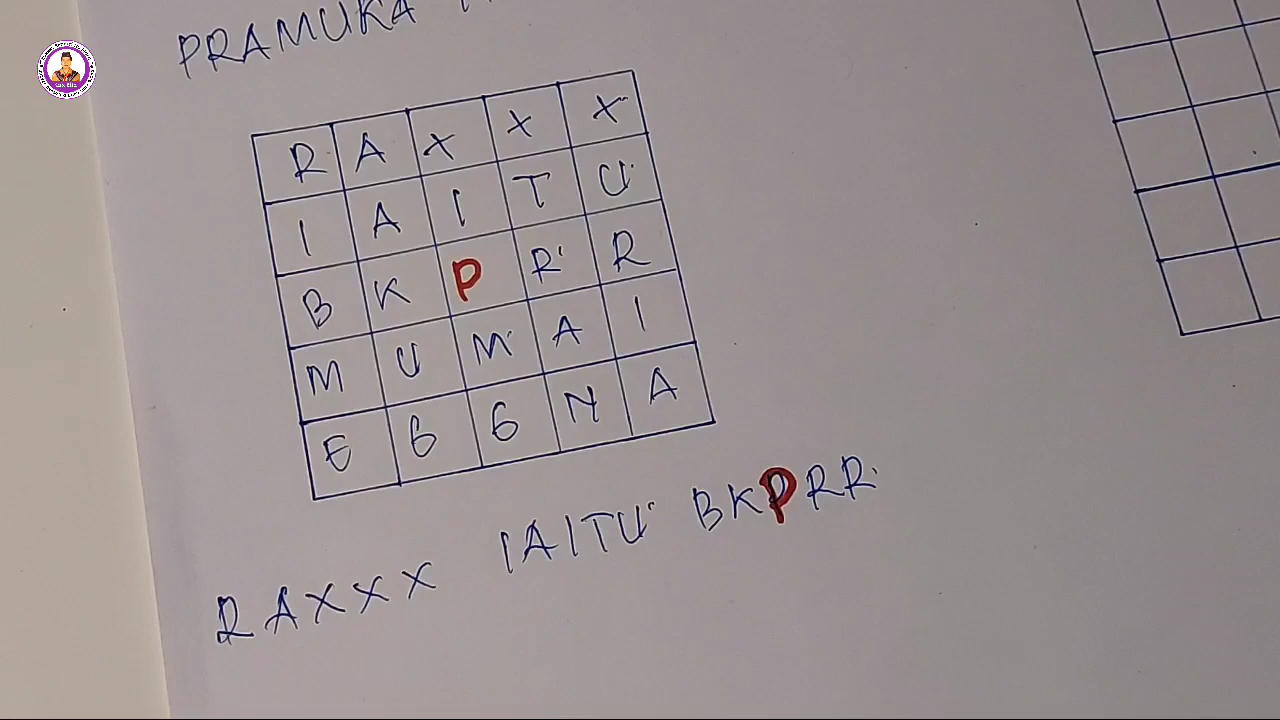 PRAMUKA
R A X X X
I A I T U
B K P R R
M U M A I
E G G N A
RAXXX IAITU BKPRR